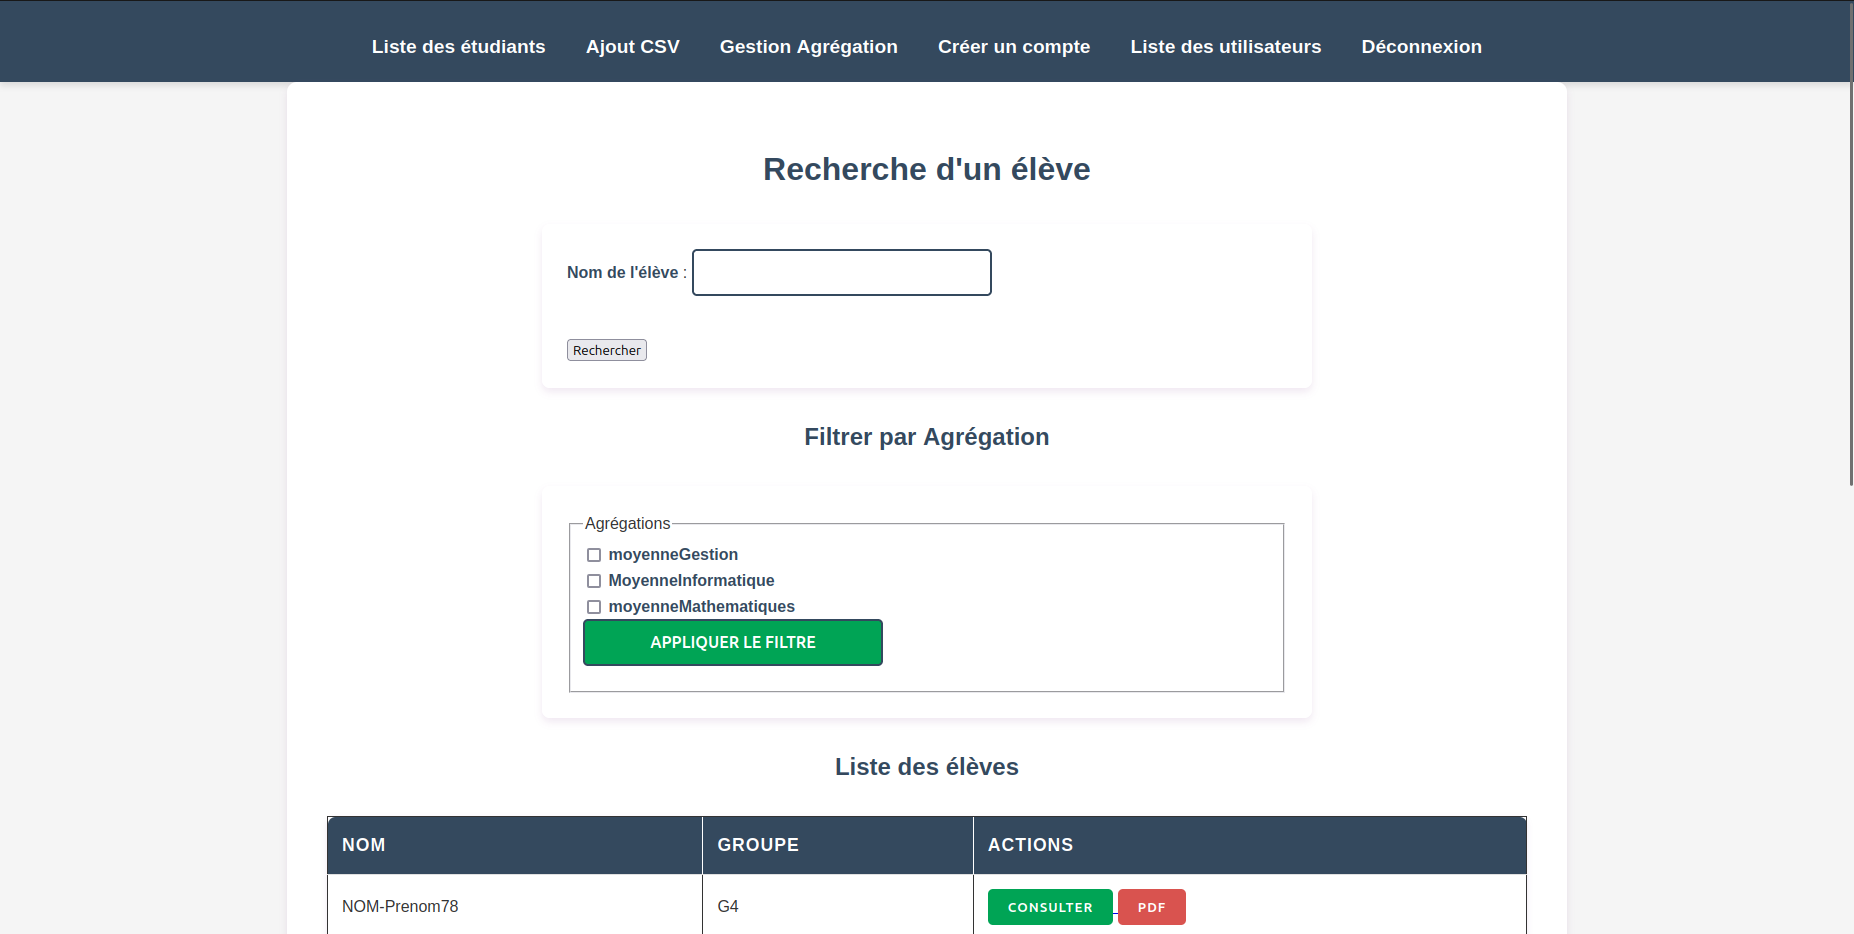 Liste des étudiants Ajout CSV Gestion Agrégation Créer un compte Liste des utilisateurs Déconnexion
Recherche d'un élève
Nom de l'élève :
Rechercher
Filtrer par Agrégation
Agrégations
moyenneGestion
MoyenneInformatique
moyenneMathematiques
APPLIQUER LE FILTRE
Liste des élèves
NOM GROUPE ACTIONS
NOM-Prenom78 G4 CONSULTER PDF